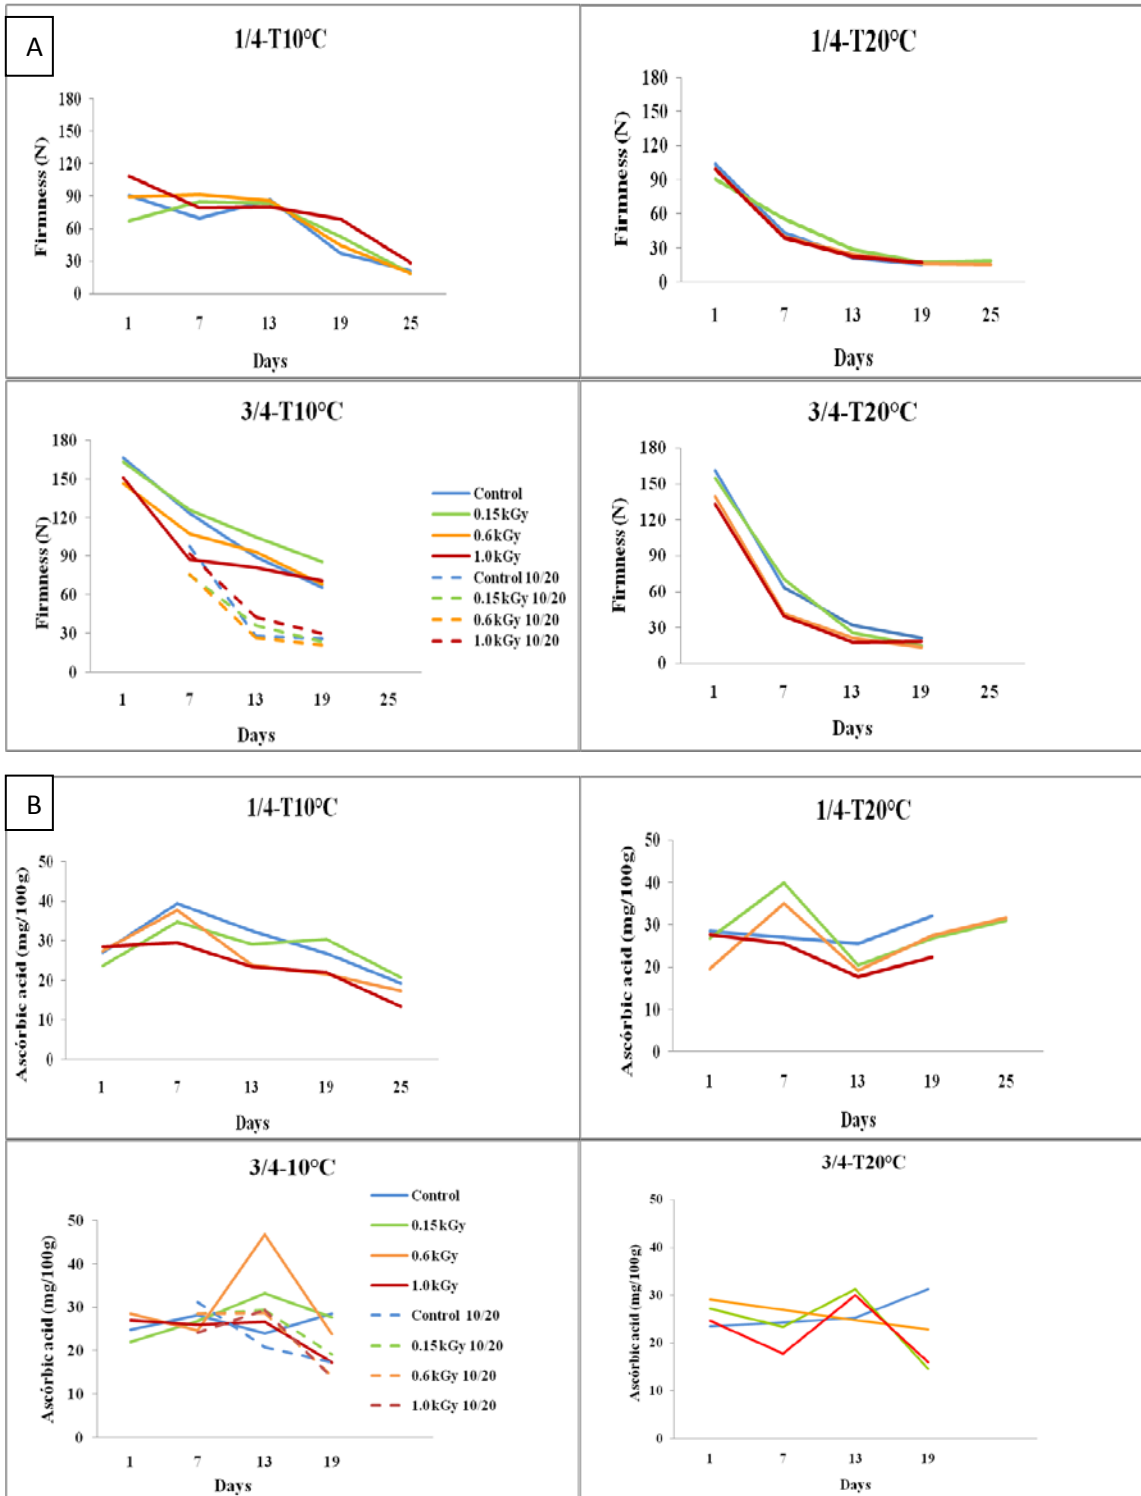 A
1/4-T10°C
Firmness (N)
180
150
120
90
60
30
0
1 7 13 19 25
Days
1/4-T20°C
Firmness (N)
180
150
120
90
60
30
0
1 7 13 19 25
Days
3/4-T10°C
Firmness (N)
180
150
120
90
60
30
0
1 7 13 19 25
Days
Control
0.15kGy
0.6kGy
1.0kGy
Control 10/20
0.15kGy 10/20
0.6kGy 10/20
1.0kGy 10/20
3/4-T20°C
Firmness (N)
180
150
120
90
60
30
0
1 7 13 19 25
Days
B
1/4-T10°C
Ascórbic acid (mg/100g)
50
40
30
20
10
0
1 7 13 19 25
Days
1/4-T20°C
Ascórbic acid (mg/100g)
50
40
30
20
10
0
1 7 13 19 25
Days
3/4-10°C
Ascórbic acid (mg/100g)
50
40
30
20
10
0
1 7 13 19
Days
Control
0.15kGy
0.6kGy
1.0kGy
Control 10/20
0.15kGy 10/20
0.6kGy 10/20
1.0kGy 10/20
3/4-T20°C
Ascórbic acid (mg/100g)
50
40
30
20
10
0
1 7 13 19
Days